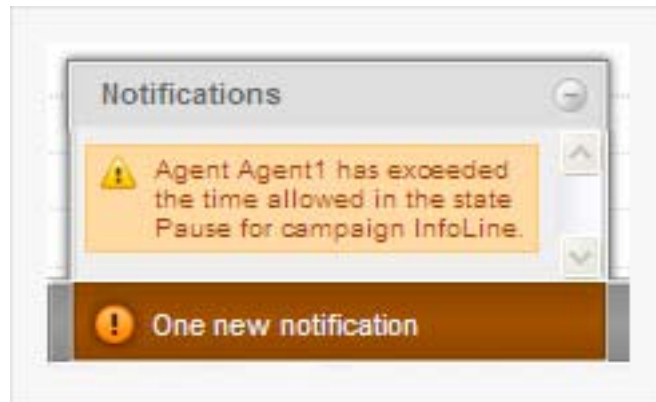 Notifications
Agent Agent1 has exceeded
the time allowed in the state
Pause for campaign InfoLine.
One new notification